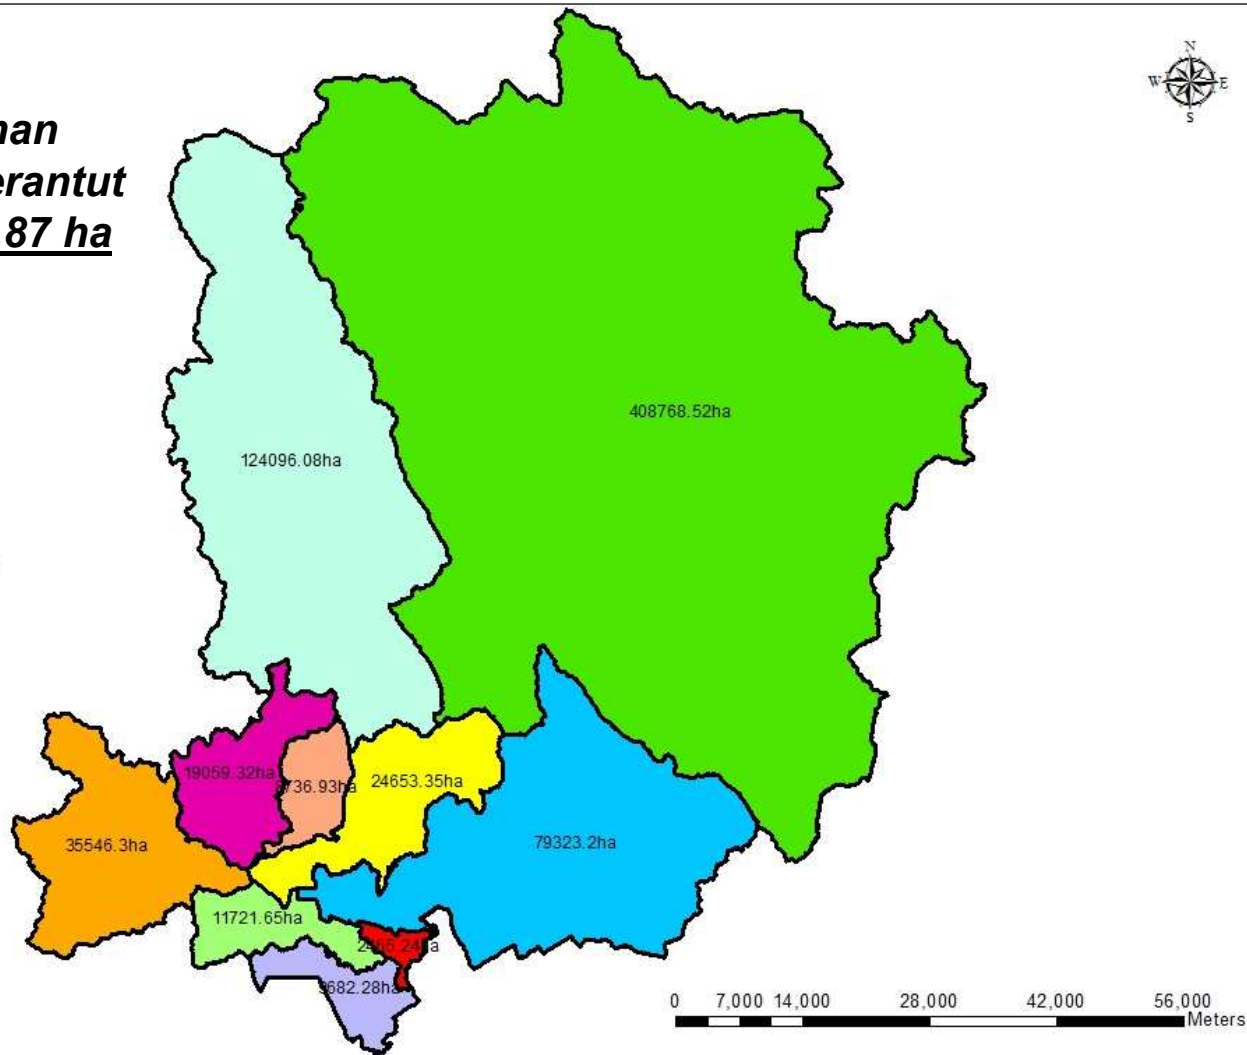 N
W E
S
erantut
87 ha
408768.52ha
124096.08ha
19059.32ha
24653.35ha
35546.3ha
79323.2ha
11721.65ha
0 7,000 14,000 28,000 42,000 56,000
Meters